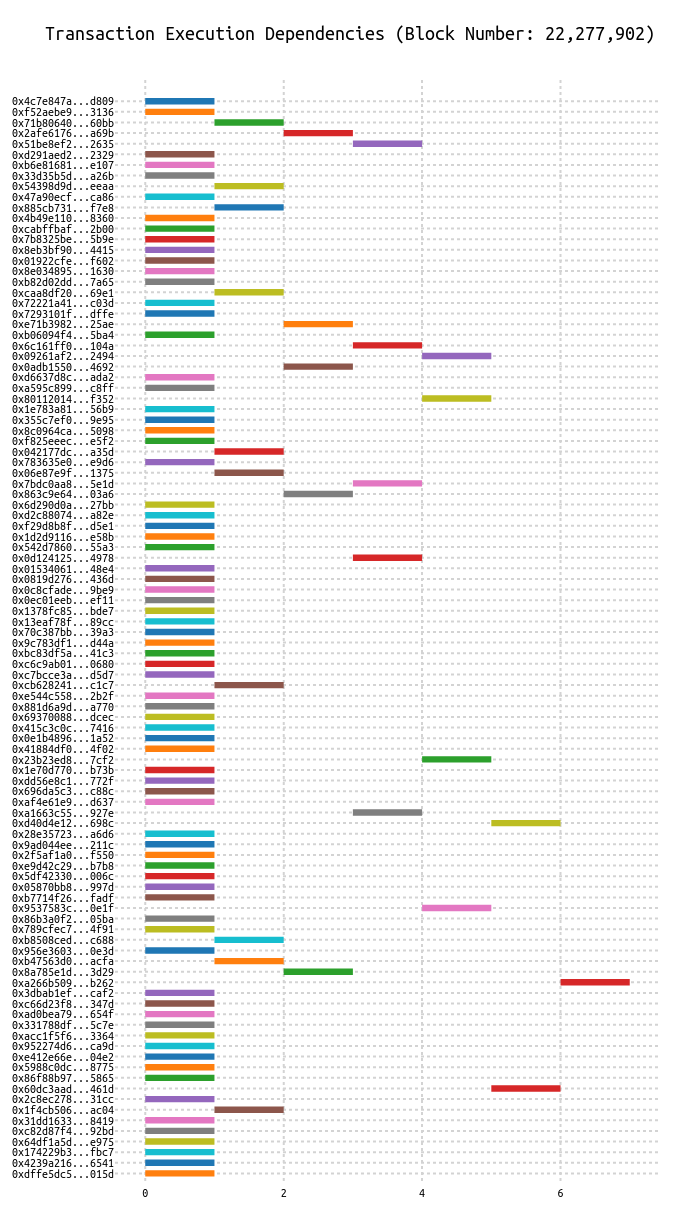 Transaction Execution Dependencies (Block Number: 22,277,902)
0x4c7e847a...d809
0xf52aebe9...3136
0x71b80640...60bb
0x2afe6176...a69b
0x51be8ef2...2635
0xd291aed2...2329
0xb6e81681...e107
0x33d35b5d...a26b
0x54398d9d...eeaa
0x47a90ecf...ca86
0x885cb731...f7e8
0x4b49e110...8360
0xcabffbaf...2b00
0x7b8325be...5b9e
0x8eb3bf90...4415
0x01922cfe...f602
0x8e034895...1630
0xb82d02dd...7a65
0xcaa8df20...69e1
0x72221a41...c03d
0x7293101f...dffe
0xe71b3982...25ae
0xb06094f4...5ba4
0x6c161ff0...104a
0x09261af2...2494
0x0adb1550...4692
0xd6637d8c...ada2
0xa595c899...c8ff
0x80112014...f352
0x1e783a81...56b9
0x355c7ef0...9e95
0x8c0964ca...5098
0xf825eeec...e5f2
0x042177dc...a35d
0x783635e0...e9d6
0x06e87e9f...1375
0x7bdc0aa8...5e1d
0x863c9e64...03a6
0x6d290d0a...27bb
0xd2c88074...a82e
0xf29d8b8f...d5e1
0x1d2d9116...e58b
0x542d7860...55a3
0x0d124125...4978
0x01534061...48e4
0x0819d276...436d
0x0c8cfade...9be9
0x0ec01eeb...ef11
0x1378fc85...bde7
0x13eaf78f...89cc
0x70c387bb...39a3
0x9c783df1...d44a
0xbc83df5a...41c3
0xc6c9ab01...0680
0xc7bcce3a...d5d7
0xcb628241...c1c7
0xe544c558...2b2f
0x881d6a9d...a770
0x69370088...dcec
0x415c3c0c...7416
0x0e1b4896...1a52
0x41884df0...4f02
0x23b23ed8...7cf2
0x1e70d770...b73b
0xdd56e8c1...772f
0x696da5c3...c88c
0xaf4e61e9...d637
0xa1663c55...927e
0xd40d4e12...698c
0x28e35723...a6d6
0x9ad044ee...211c
0x2f5af1a0...f550
0xe9d42c29...b7b8
0x5df42330...006c
0x05870bb8...997d
0xb7714f26...fadf
0x9537583c...0e1f
0x86b3a0f2...05ba
0x789cfec7...4f91
0xb8508ced...c688
0x956e3603...0e3d
0xb47563d0...acfa
0x8a785e1d...3d29
0xa266b509...b262
0x3dbab1ef...caf2
0xc66d23f8...347d
0xad0bea79...654f
0x331788df...5c7e
0xacc1f5f6...3364
0x952274d6...ca9d
0xe412e66e...04e2
0x5988c0dc...8775
0x86f88b97...5865
0x60dc3aad...461d
0x2c8ec278...31cc
0x1f4cb506...ac04
0x31dd1633...8419
0xc82d87f4...92bd
0x64df1a5d...e975
0x174229b3...fbc7
0x4239a216...6541
0xdffe5dc5...015d
0 2 4 6